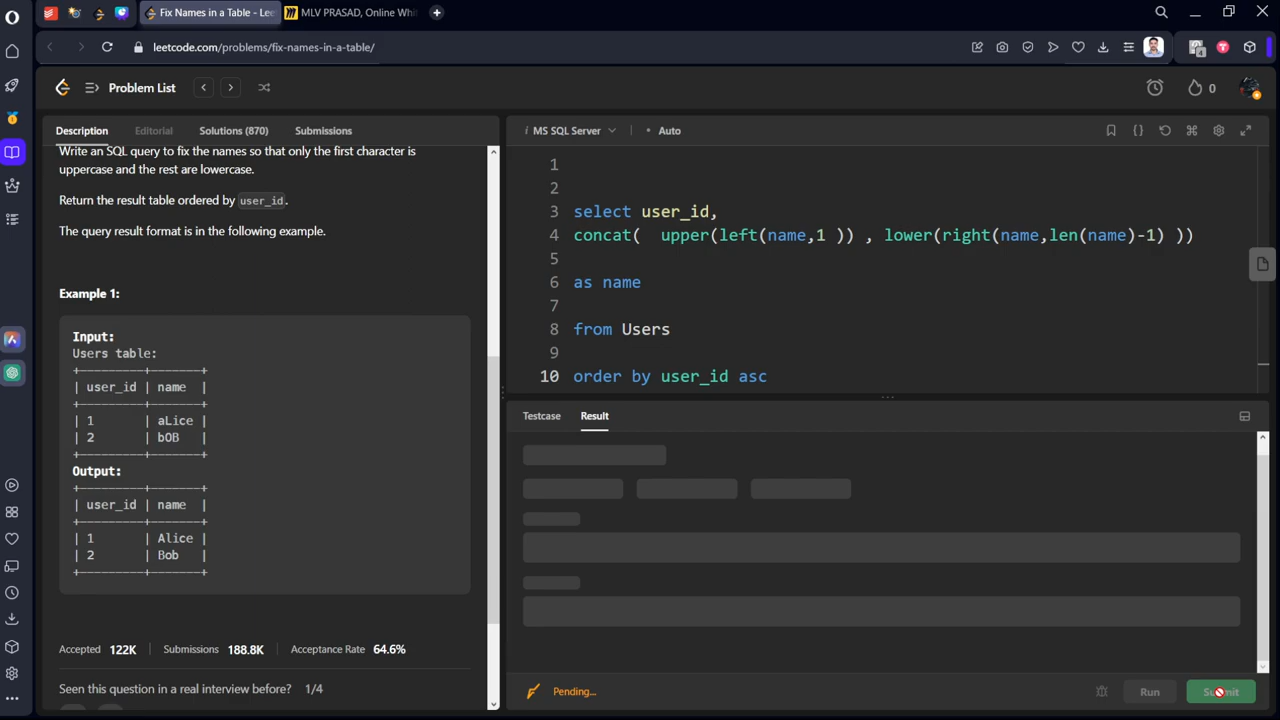 Fix Names in a Table - Lee
MLV PRASAD, Online Whit
leetcode.com/problems/fix-names-in-a-table/
4
Problem List
0
Description
Editorial
Solutions (870)
Submissions
Write an SQL query to fix the names so that only the first character is
uppercase and the rest are lowercase.
Return the result table ordered by user_id.
The query result format is in the following example.
Example 1:
Input:
Users table:
+---------+-------+
| user_id | name  |
+---------+-------+
| 1       | aLice |
| 2       | bOB   |
+---------+-------+
Output:
+---------+-------+
| user_id | name  |
+---------+-------+
| 1       | Alice |
| 2       | Bob   |
+---------+-------+
Accepted 122K | Submissions 188.8K | Acceptance Rate 64.6%
Seen this question in a real interview before? 1/4
i MS SQL Server
• Auto
1
2
3 select user_id,
4 concat(  upper(left(name,1 )) , lower(right(name,len(name)-1) ))
5
6 as name
7
8 from Users
9
10 order by user_id asc
Testcase
Result
Pending...
Run
Submit